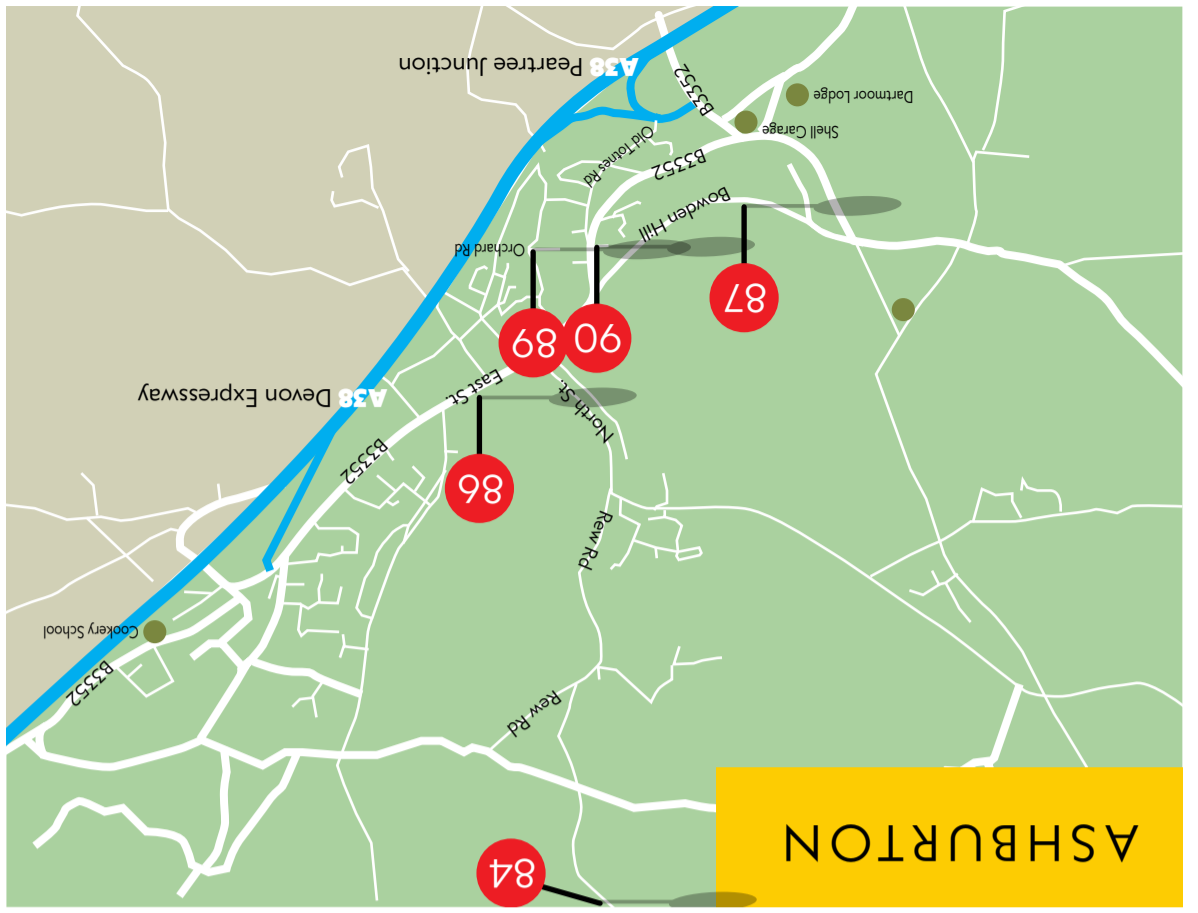 ASHBURTON
84
Rew Rd
B3352
Cookery School
Rew Rd
86
B3352
North St.
East St.
A38 Devon Expressway
90
89
87
Orchard Rd
Bowden Hill
B3352
Old Totnes Rd
Shell Garage
Dartmoor Lodge
B3352
A38 Peartree Junction